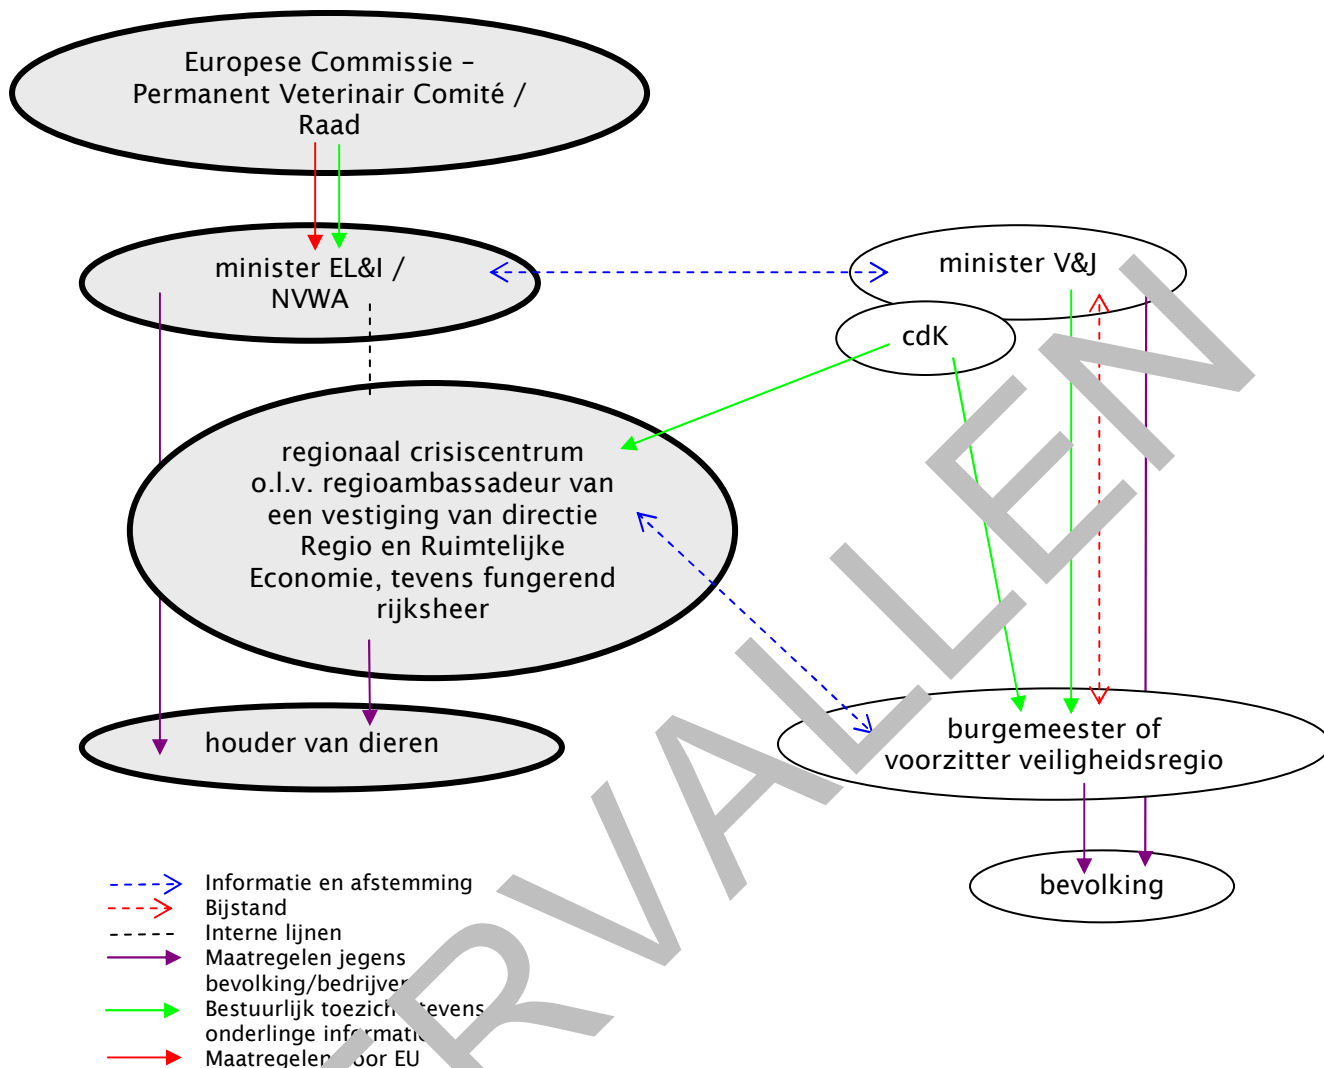 Europese Commissie –
Permanent Veterinair Comité /
Raad
minister EL&I /
NVWA
minister V&J
cdK
regionaal crisiscentrum
o.l.v. regioambassadeur van
een vestiging van directie
Regio en Ruimtelijke
Economie, tevens fungerend
rijksheer
houder van dieren
burgemeester of
voorzitter veiligheidsregio
bevolking
Informatie en afstemming
Bijstand
Interne lijnen
Maatregelen jegens
bevolking/bedrijven
Bestuurlijk toezicht tevens
onderlinge informatie
Maatregelen door EU
ERVALLEN